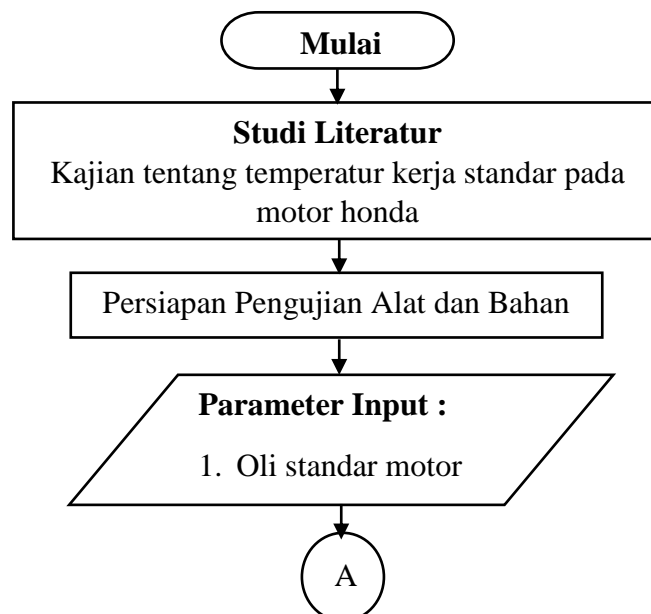 Mulai
Studi Literatur
Kajian tentang temperatur kerja standar pada
motor honda
Persiapan Pengujian Alat dan Bahan
Parameter Input :
1. Oli standar motor
A